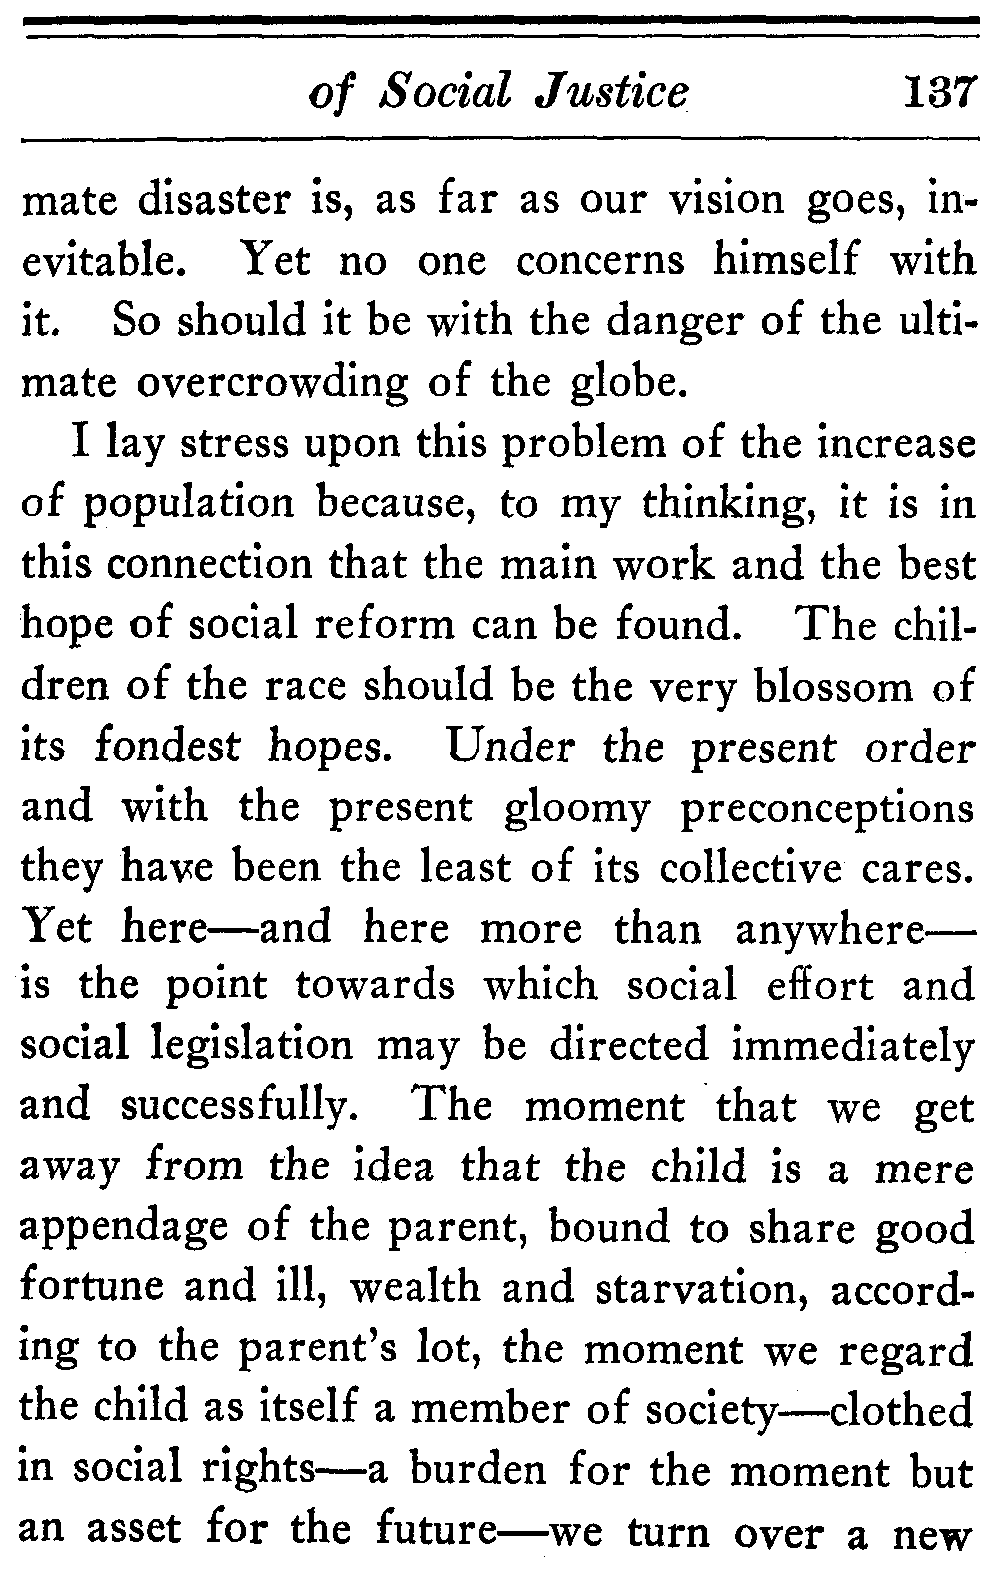 of Social Justice 137
mate disaster is, as far as our vision goes, in-
evitable. Yet no one concerns himself with
it. So should it be with the danger of the ulti-
mate overcrowding of the globe.
I lay stress upon this problem of the increase
of population because, to my thinking, it is in
this connection that the main work and the best
hope of social reform can be found. The chil-
dren of the race should be the very blossom of
its fondest hopes. Under the present order
and with the present gloomy preconceptions
they have been the least of its collective cares.
Yet here—and here more than anywhere—
is the point towards which social effort and
social legislation may be directed immediately
and successfully. The moment that we get
away from the idea that the child is a mere
appendage of the parent, bound to share good
fortune and ill, wealth and starvation, accord-
ing to the parent's lot, the moment we regard
the child as itself a member of society—clothed
in social rights—a burden for the moment but
an asset for the future—we turn over a new